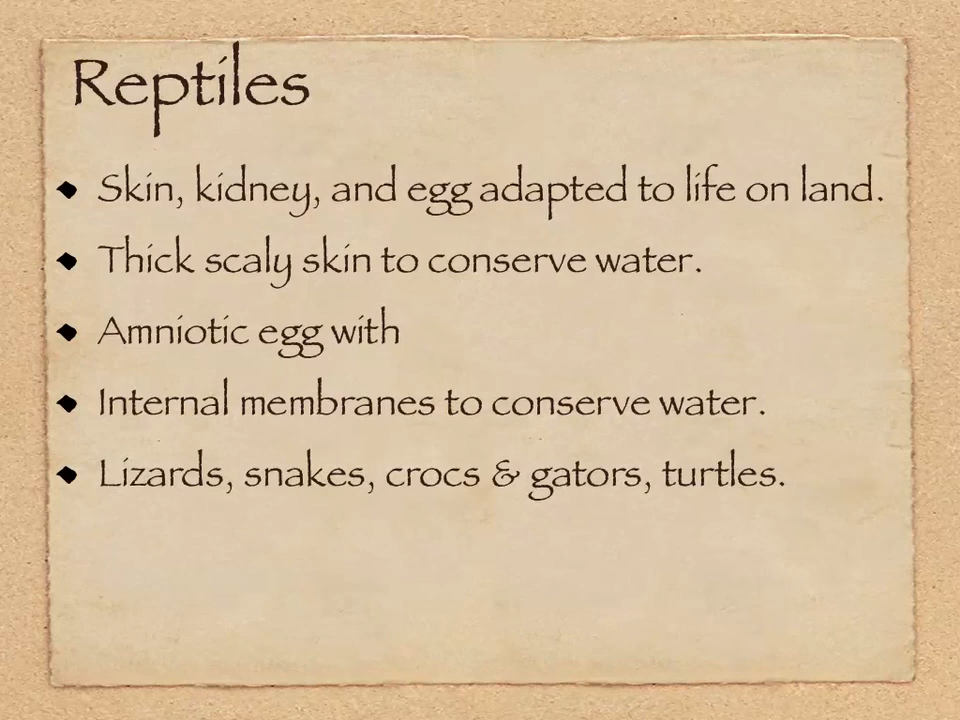 Reptiles
Skin, kidney, and egg adapted to life on land.
Thick scaly skin to conserve water.
Amniotic egg with
Internal membranes to conserve water.
Lizards, snakes, crocs & gators, turtles.